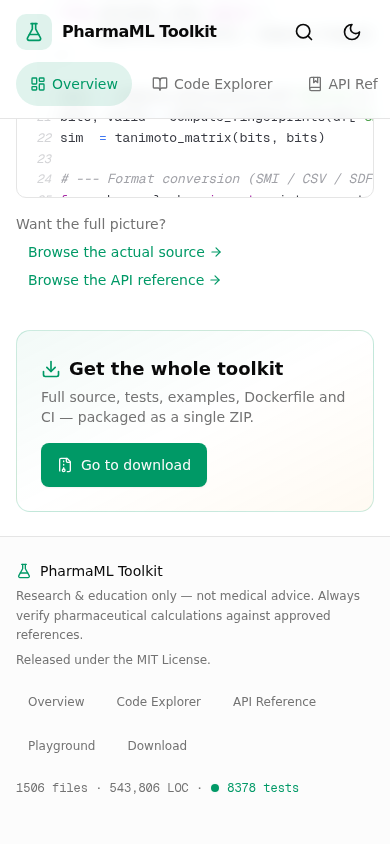 PharmaML Toolkit
Overview
Code Explorer
API Ref
22 sim = tanimoto_matrix(bits, bits)
23
24 # --- Format conversion (SMI / CSV / SDF
Want the full picture?
Browse the actual source →
Browse the API reference →
Get the whole toolkit
Full source, tests, examples, Dockerfile and
CI — packaged as a single ZIP.
Go to download
PharmaML Toolkit
Research & education only — not medical advice. Always
verify pharmaceutical calculations against approved
references.
Released under the MIT License.
Overview
Code Explorer
API Reference
Playground
Download
1506 files · 543,806 LOC · ● 8378 tests